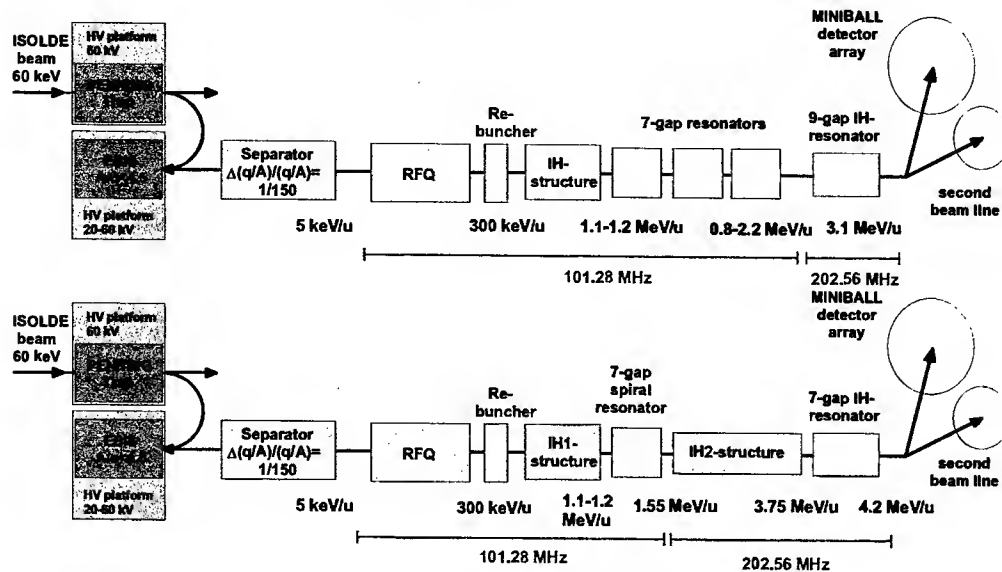 HV platform
60 kV
ISOLDE
beam
60 keV
MINIBALL
detector
array
Re-
buncher
7-gap resonators
9-gap IH-
resonator
Separator
Δ(q/A)/(q/A)=
1/150
RFQ
IH-
structure
second
beam line
HV platform
20-60 kV
5 keV/u
300 keV/u
1.1-1.2 MeV/u
0.8-2.2 MeV/u
3.1 MeV/u
101.28 MHz
202.56 MHz
HV platform
60 kV
ISOLDE
beam
60 keV
MINIBALL
detector
array
Re-
buncher
7-gap
spiral
resonator
7-gap IH-
resonator
Separator
Δ(q/A)/(q/A)=
1/150
RFQ
IH1-
structure
IH2-structure
second
beam line
HV platform
20-60 kV
5 keV/u
300 keV/u
1.1-1.2
MeV/u
1.55 MeV/u
3.75 MeV/u
4.2 MeV/u
101.28 MHz
202.56 MHz